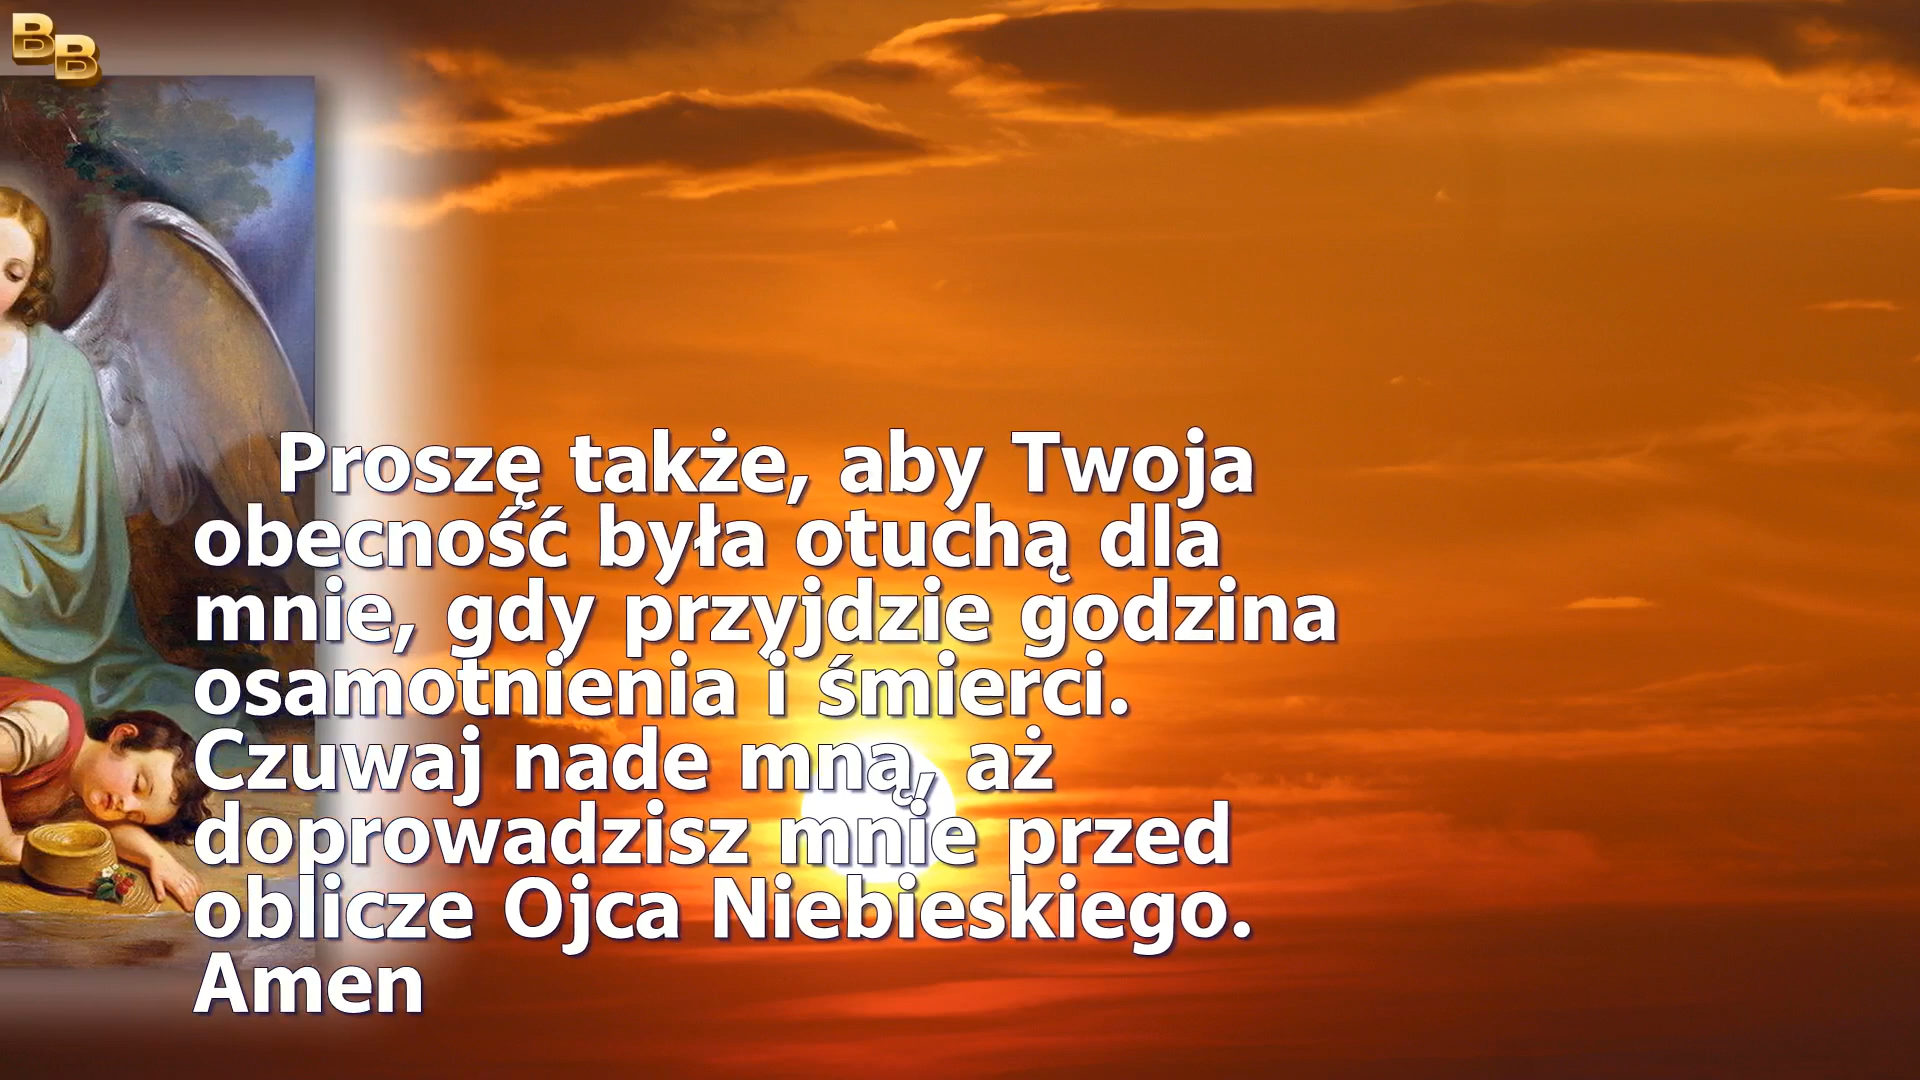 BB
Proszę także, aby Twoja
obecność była otuchą dla
mnie, gdy przyjdzie godzina
osamotnienia i śmierci.
Czuwaj nade mną, aż
doprowadzisz mnie przed
oblicze Ojca Niebieskiego.
Amen